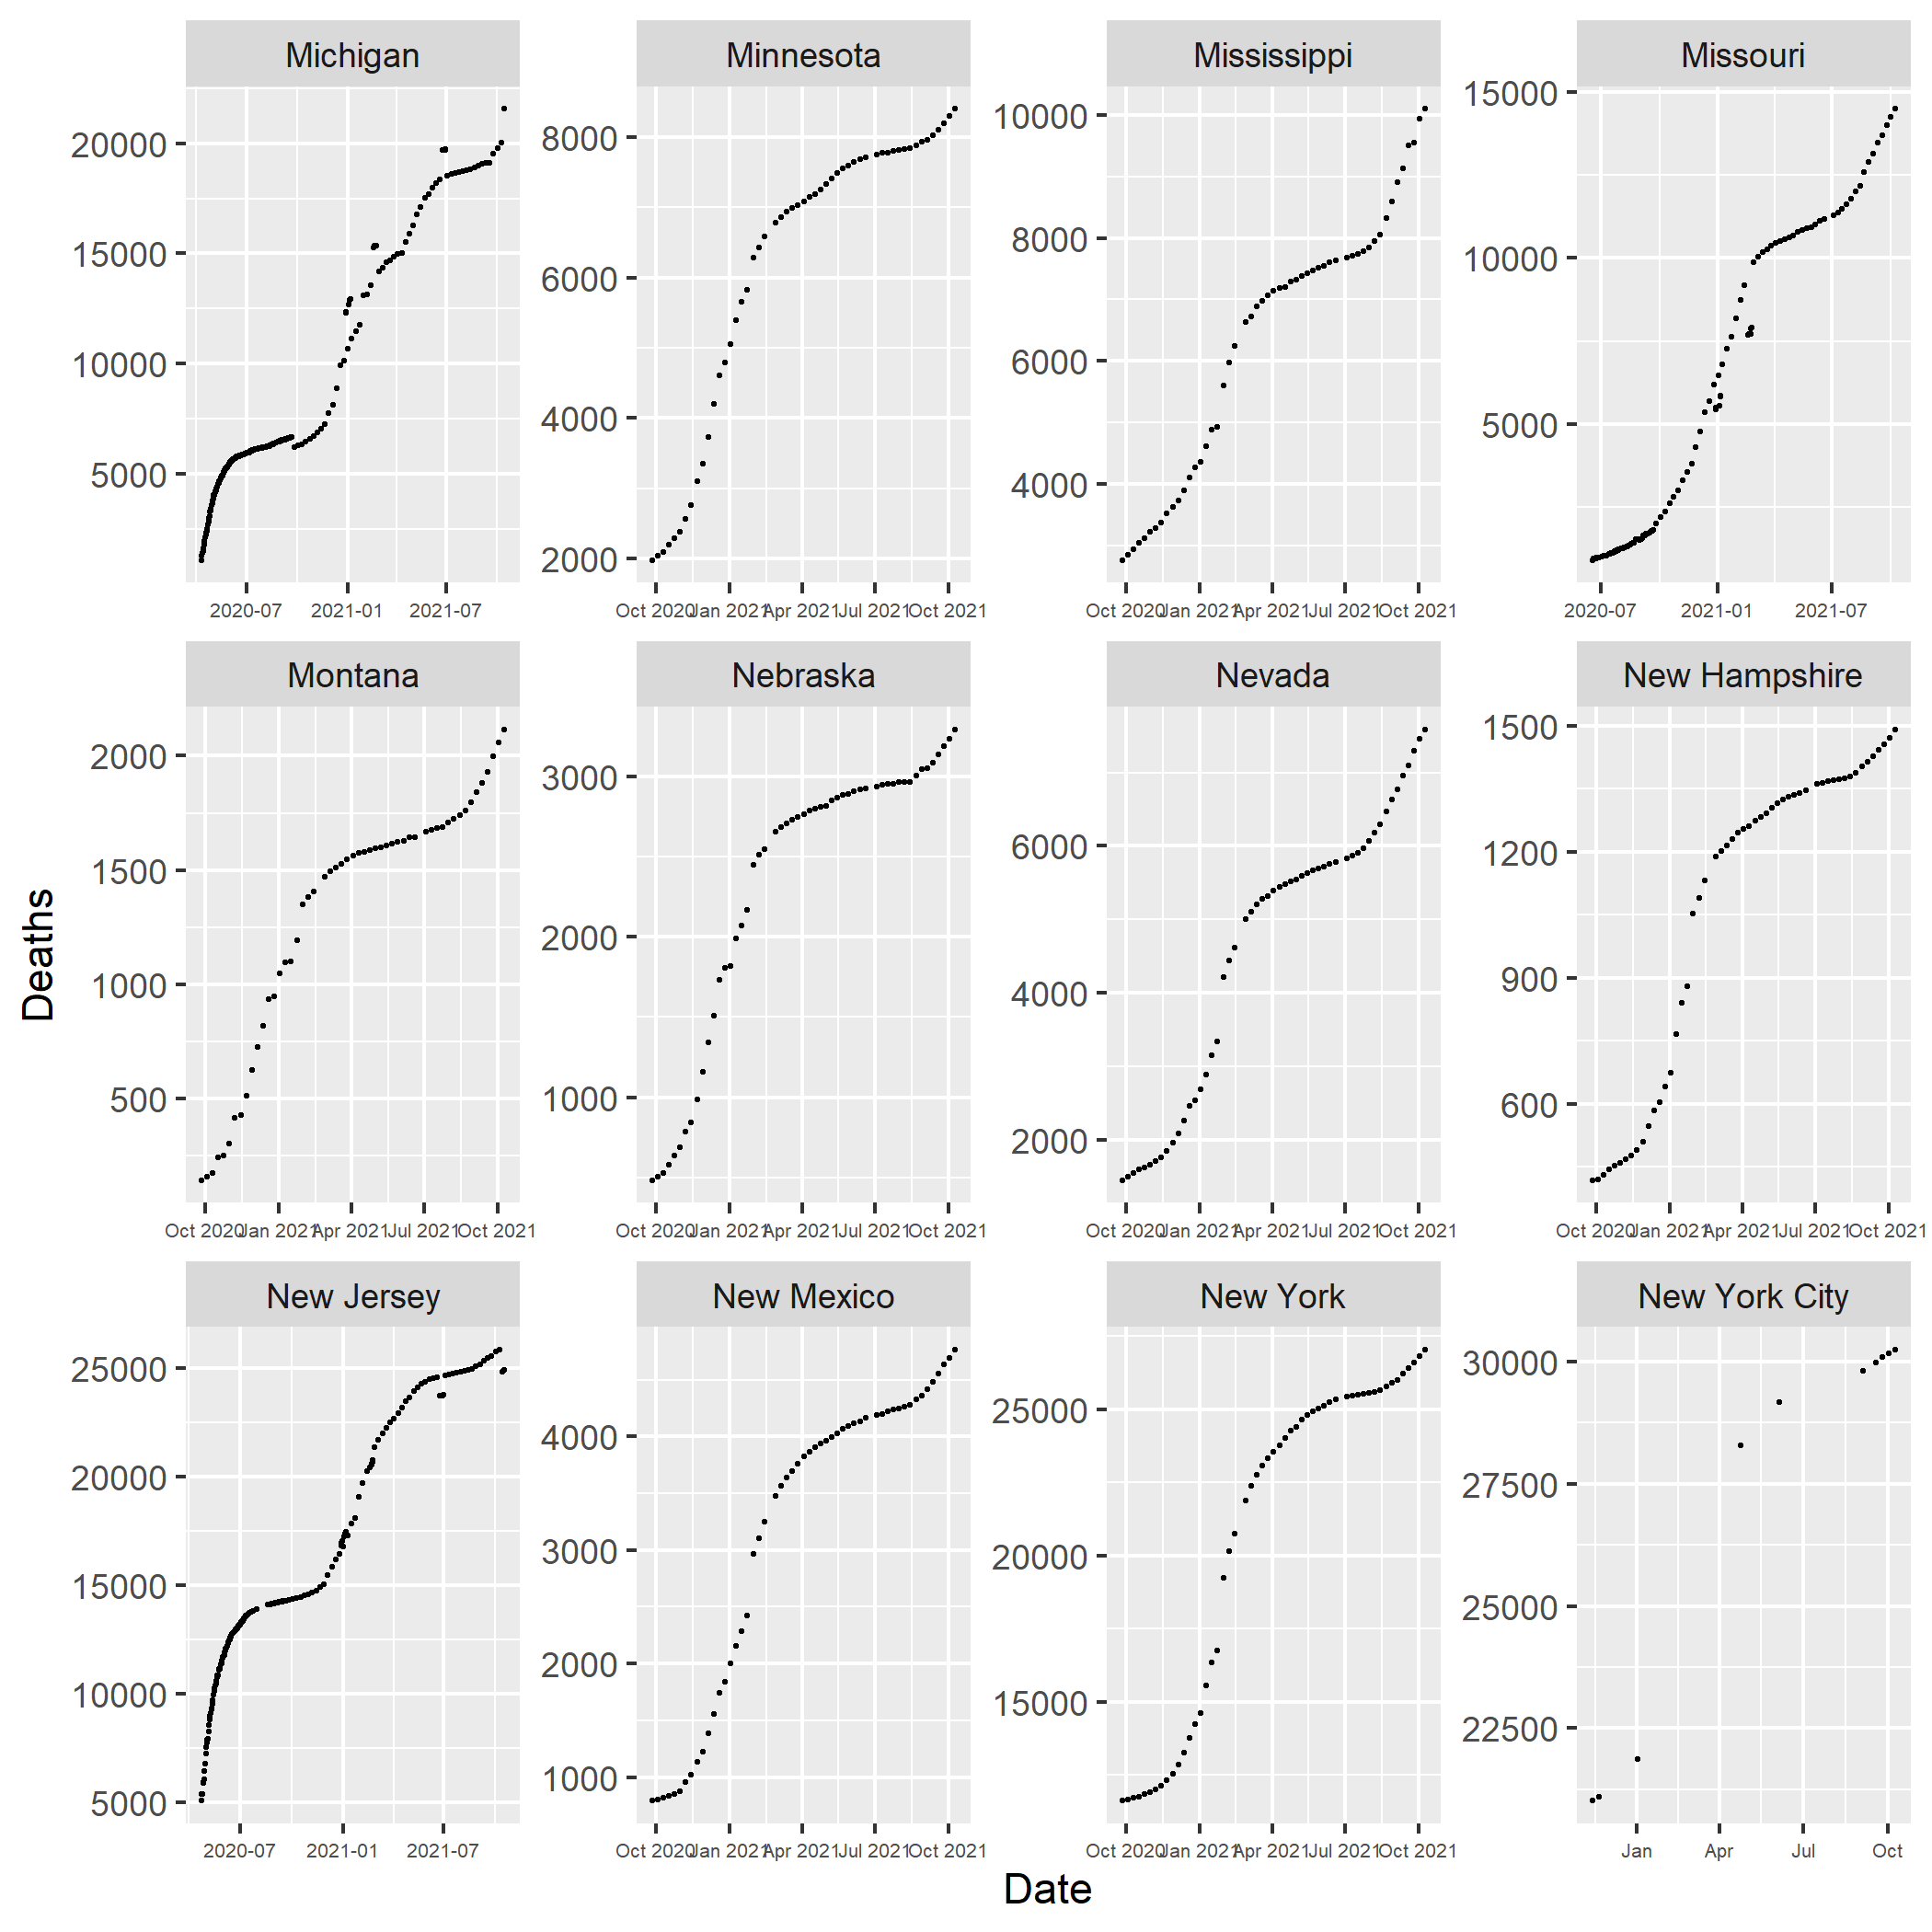 Michigan
Minnesota
Mississippi
Missouri
20000
15000
10000
5000
8000
6000
4000
2000
10000
8000
6000
4000
15000
10000
5000
2020-07 2021-01 2021-07
Oct 2020 Jan 2021 Apr 2021 Jul 2021 Oct 2021
Oct 2020 Jan 2021 Apr 2021 Jul 2021 Oct 2021
2020-07 2021-01 2021-07
Montana
Nebraska
Nevada
New Hampshire
2000
1500
1000
500
3000
2000
1000
6000
4000
2000
1500
1200
900
600
Oct 2020 Jan 2021 Apr 2021 Jul 2021 Oct 2021
Oct 2020 Jan 2021 Apr 2021 Jul 2021 Oct 2021
Oct 2020 Jan 2021 Apr 2021 Jul 2021 Oct 2021
Oct 2020 Jan 2021 Apr 2021 Jul 2021 Oct 2021
Deaths
New Jersey
New Mexico
New York
New York City
25000
20000
15000
10000
5000
4000
3000
2000
1000
25000
20000
15000
30000
27500
25000
22500
2020-07 2021-01 2021-07
Oct 2020 Jan 2021 Apr 2021 Jul 2021 Oct 2021
Oct 2020 Jan 2021 Apr 2021 Jul 2021 Oct 2021
Jan Apr Jul Oct
Date